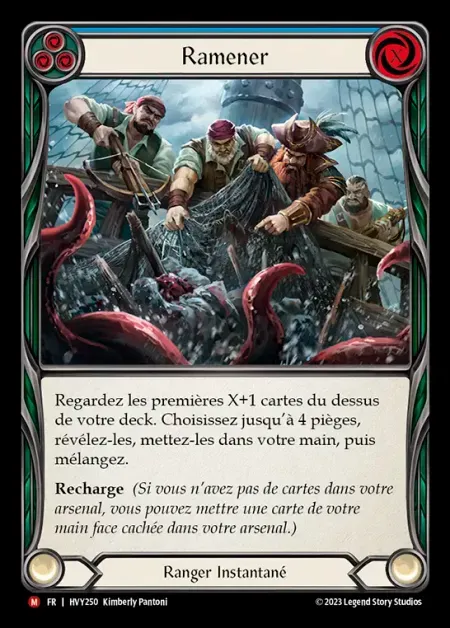 Ramener
X
Regardez les premières X+1 cartes du dessus
de votre deck. Choisissez jusqu'à 4 pièges,
révélez-les, mettez-les dans votre main, puis
mélangez.
Recharge (Si vous n'avez pas de cartes dans votre
arsenal, vous pouvez mettre une carte de votre
main face cachée dans votre arsenal.)
Ranger Instantané
M FR | HVY250 Kimberly Pantoni
© 2023 Legend Story Studios